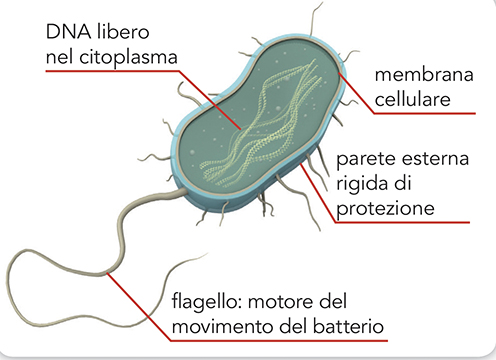 DNA libero
nel citoplasma
membrana
cellulare
parete esterna
rigida di
protezione
flagello: motore del
movimento del batterio